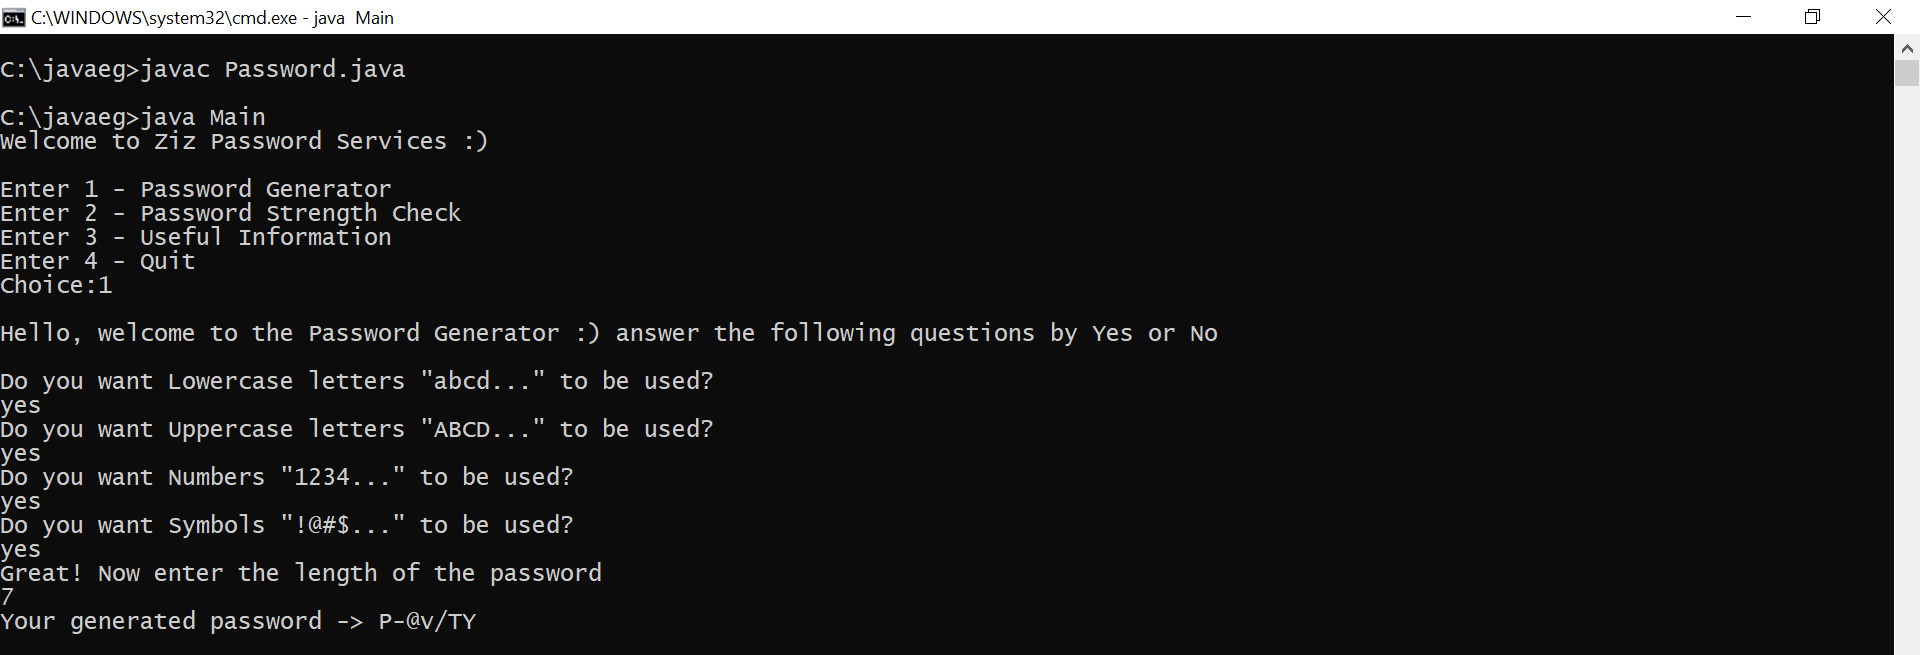 C:\WINDOWS\system32\cmd.exe - java  Main
C:\javaeg>javac Password.java
C:\javaeg>java Main
Welcome to Ziz Password Services :)
Enter 1 - Password Generator
Enter 2 - Password Strength Check
Enter 3 - Useful Information
Enter 4 - Quit
Choice:1
Hello, welcome to the Password Generator :) answer the following questions by Yes or No
Do you want Lowercase letters "abcd..." to be used?
yes
Do you want Uppercase letters "ABCD..." to be used?
yes
Do you want Numbers "1234..." to be used?
yes
Do you want Symbols "!@#$..." to be used?
yes
Great! Now enter the length of the password
7
Your generated password -> P-@v/TY